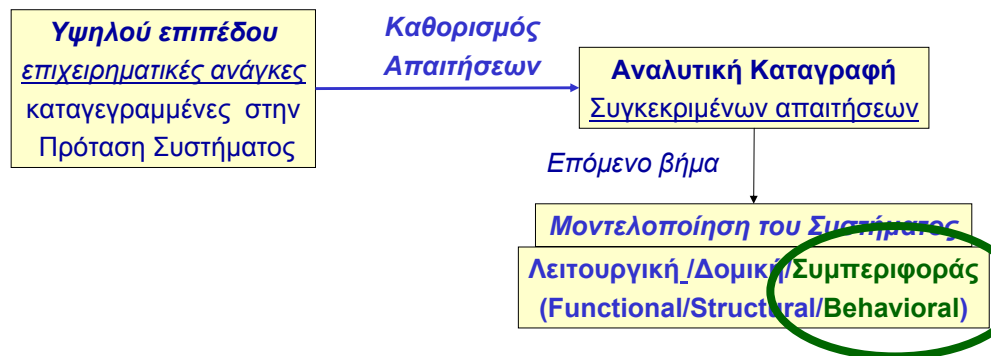 Υψηλού επιπέδου
επιχειρηματικές ανάγκες
καταγεγραμμένες στην
Πρόταση Συστήματος
Καθορισμός
Απαιτήσεων
Αναλυτική Καταγραφή
Συγκεκριμένων απαιτήσεων
Επόμενο βήμα
Μοντελοποίηση του Συστήματος
Λειτουργική /Δομική/Συμπεριφοράς
(Functional/Structural/Behavioral)